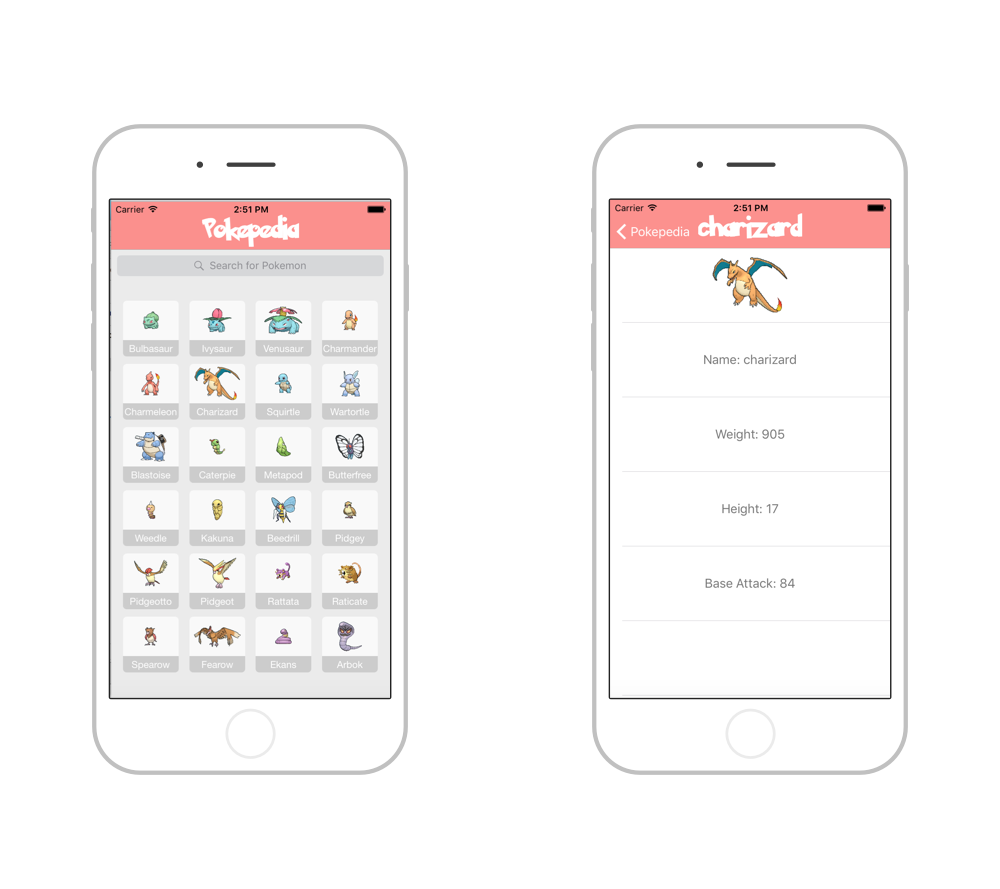 Carrier 2:51 PM
Pokepedia
Search for Pokemon
Bulbasaur Ivysaur Venusaur Charmander
Charmeleon Charizard Squirtle Wartortle
Blastoise Caterpie Metapod Butterfree
Weedle Kakuna Beedrill Pidgey
Pidgeotto Pidgeot Rattata Raticate
Spearow Fearow Ekans Arbok
Carrier 2:51 PM
Pokepedia charizard
Name: charizard
Weight: 905
Height: 17
Base Attack: 84